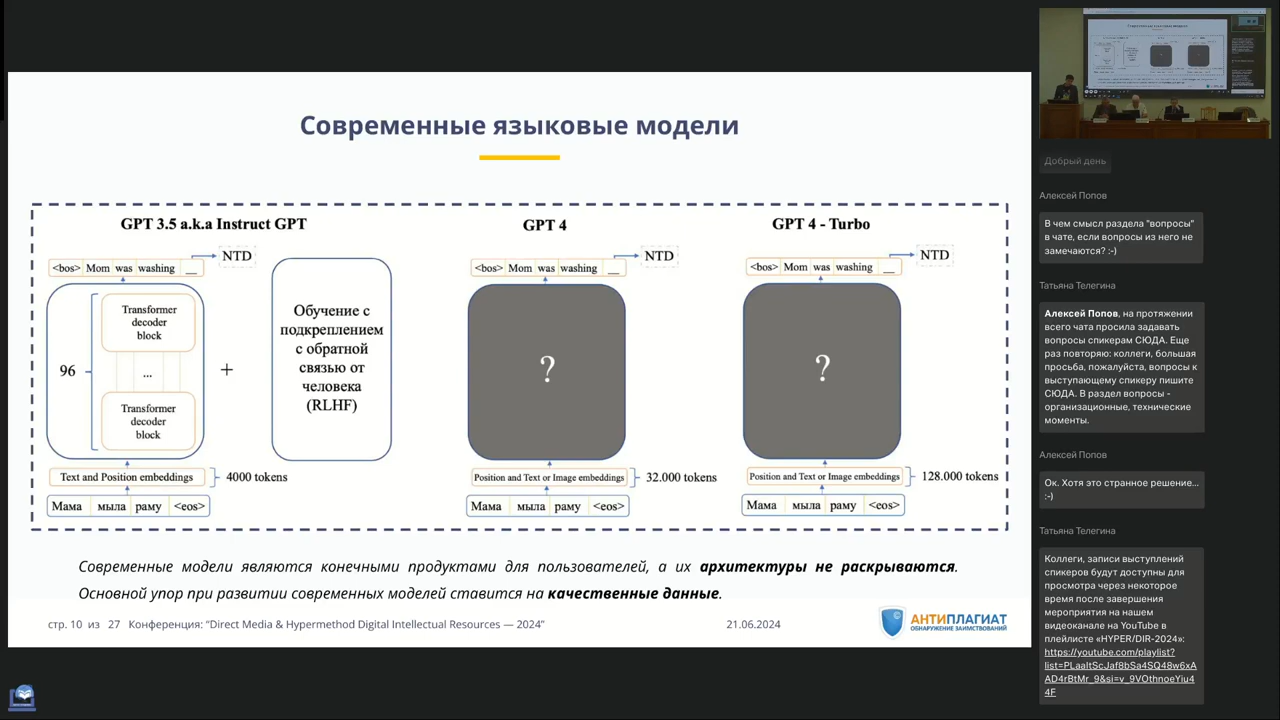 Современные языковые модели
GPT 3.5 a.k.a Instruct GPT
<bos> Mom was washing __
NTD
96
Transformer
decoder
block
...
Transformer
decoder
block
+
Обучение с
подкреплением
с обратной
связью от
человека
(RLHF)
Text and Position embeddings
4000 tokens
Мама мыла раму <eos>
GPT 4
<bos> Mom was washing __
NTD
?
Position and Text or Image embeddings
32.000 tokens
Мама мыла раму <eos>
GPT 4 - Turbo
<bos> Mom was washing __
NTD
?
Position and Text or Image embeddings
128.000 tokens
Мама мыла раму <eos>
Современные модели являются конечными продуктами для пользователей, а их архитектуры не раскрываются.
Основной упор при развитии современных моделей ставится на качественные данные.
стр. 10 из 27 Конференция: “Direct Media & Hypermethod Digital Intellectual Resources — 2024”
21.06.2024
АНТИПЛАГИАТ
ОБНАРУЖЕНИЕ ЗАИМСТВОВАНИЙ
Добрый день
Алексей Попов
В чем смысл раздела "вопросы"
в чате, если вопросы из него не
замечаются? :-)
Татьяна Телегина
Алексей Попов, на протяжении
всего чата просила задавать
вопросы спикерам СЮДА. Еще
раз повторяю: коллеги, большая
просьба, пожалуйста, вопросы к
выступающему спикеру пишите
СЮДА. В раздел вопросы -
организационные, технические
моменты.
Алексей Попов
Ок. Хотя это странное решение...
:-)
Татьяна Телегина
Коллеги, записи выступлений
спикеров будут доступны для
просмотра через некоторое
время после завершения
мероприятия на нашем
видеоканале на YouTube в
плейлисте «HYPER/DIR-2024»:
https://youtube.com/playlist?
list=PLaaltScJaf8bSa4SQ48w6xA
AD4rBtMr_9&si=v_9VOthnoeYiu4
4F